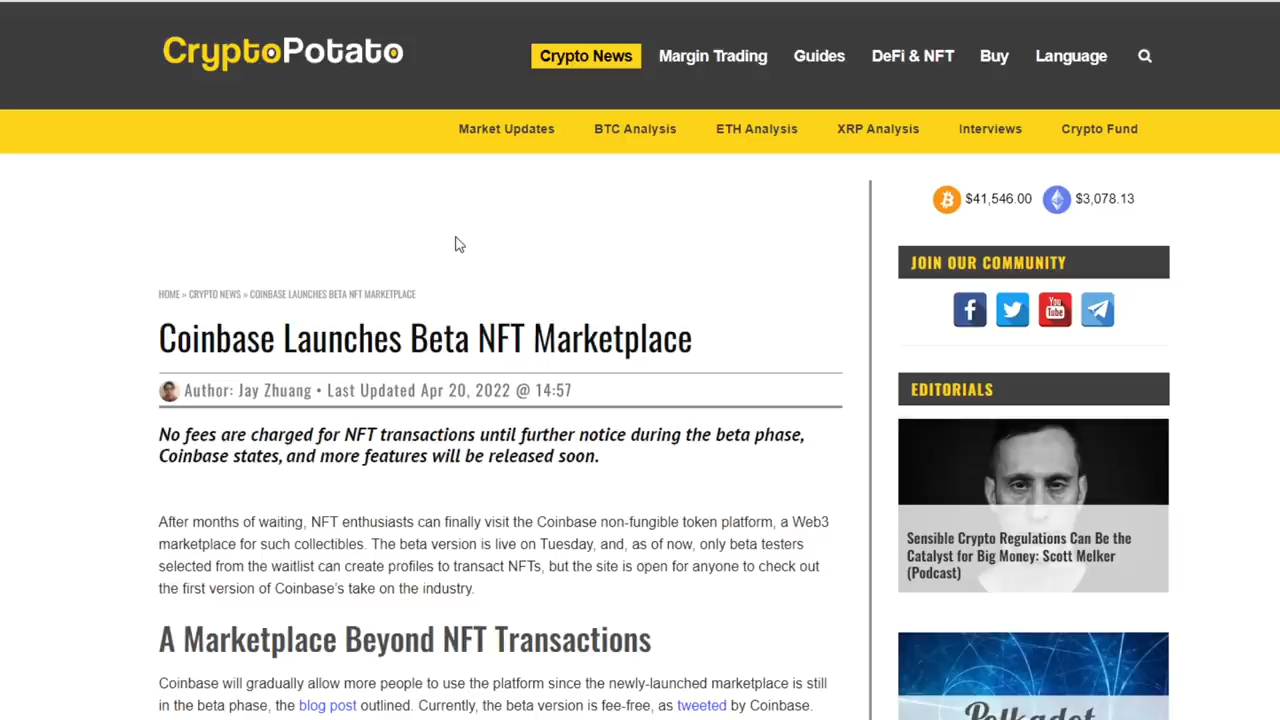 CryptoPotato
Crypto News Margin Trading Guides DeFi & NFT Buy Language
Market Updates BTC Analysis ETH Analysis XRP Analysis Interviews Crypto Fund
$41,546.00 $3,078.13
HOME » CRYPTO NEWS » COINBASE LAUNCHES BETA NFT MARKETPLACE
Coinbase Launches Beta NFT Marketplace
Author: Jay Zhuang • Last Updated Apr 20, 2022 @ 14:57
No fees are charged for NFT transactions until further notice during the beta phase,
Coinbase states, and more features will be released soon.
After months of waiting, NFT enthusiasts can finally visit the Coinbase non-fungible token platform, a Web3
marketplace for such collectibles. The beta version is live on Tuesday, and, as of now, only beta testers
selected from the waitlist can create profiles to transact NFTs, but the site is open for anyone to check out
the first version of Coinbase's take on the industry.
A Marketplace Beyond NFT Transactions
Coinbase will gradually allow more people to use the platform since the newly-launched marketplace is still
in the beta phase, the blog post outlined. Currently, the beta version is fee-free, as tweeted by Coinbase.
JOIN OUR COMMUNITY
You
Tube
EDITORIALS
Sensible Crypto Regulations Can Be the
Catalyst for Big Money: Scott Melker
(Podcast)
Polkadot